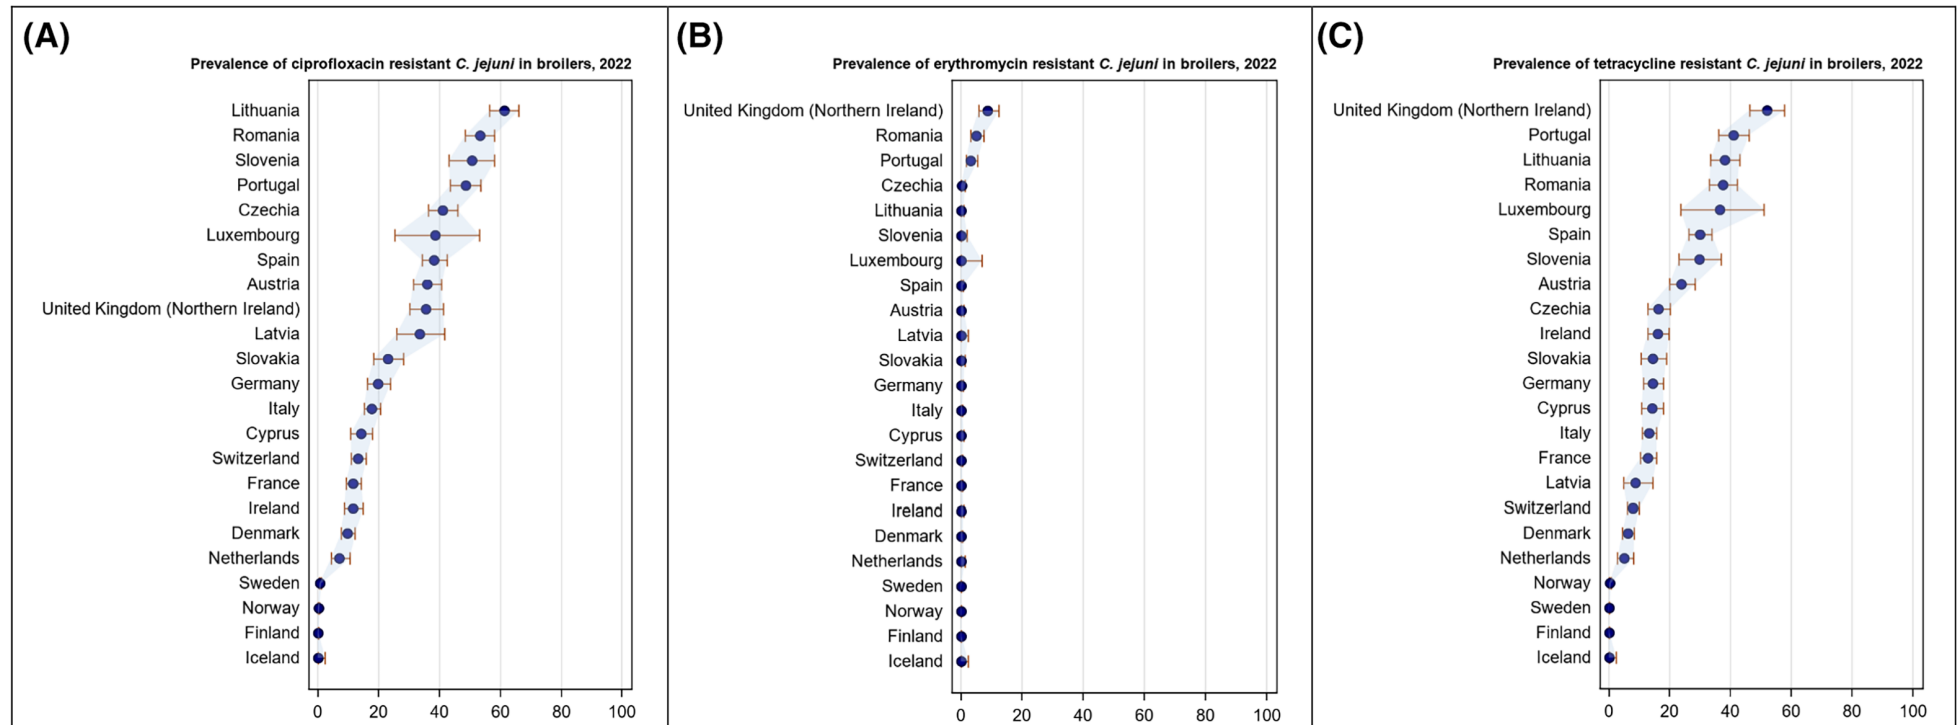 (A)
Prevalence of ciprofloxacin resistant C. jejuni in broilers, 2022
Lithuania
Romania
Slovenia
Portugal
Czechia
Luxembourg
Spain
Austria
United Kingdom (Northern Ireland)
Latvia
Slovakia
Germany
Italy
Cyprus
Switzerland
France
Ireland
Denmark
Netherlands
Sweden
Norway
Finland
Iceland
0 20 40 60 80 100
(B)
Prevalence of erythromycin resistant C. jejuni in broilers, 2022
United Kingdom (Northern Ireland)
Romania
Portugal
Czechia
Lithuania
Slovenia
Luxembourg
Spain
Austria
Latvia
Slovakia
Germany
Italy
Cyprus
Switzerland
France
Ireland
Denmark
Netherlands
Sweden
Norway
Finland
Iceland
0 20 40 60 80 100
(C)
Prevalence of tetracycline resistant C. jejuni in broilers, 2022
United Kingdom (Northern Ireland)
Portugal
Lithuania
Romania
Luxembourg
Spain
Slovenia
Austria
Czechia
Ireland
Slovakia
Germany
Cyprus
Italy
France
Latvia
Switzerland
Denmark
Netherlands
Norway
Sweden
Finland
Iceland
0 20 40 60 80 100